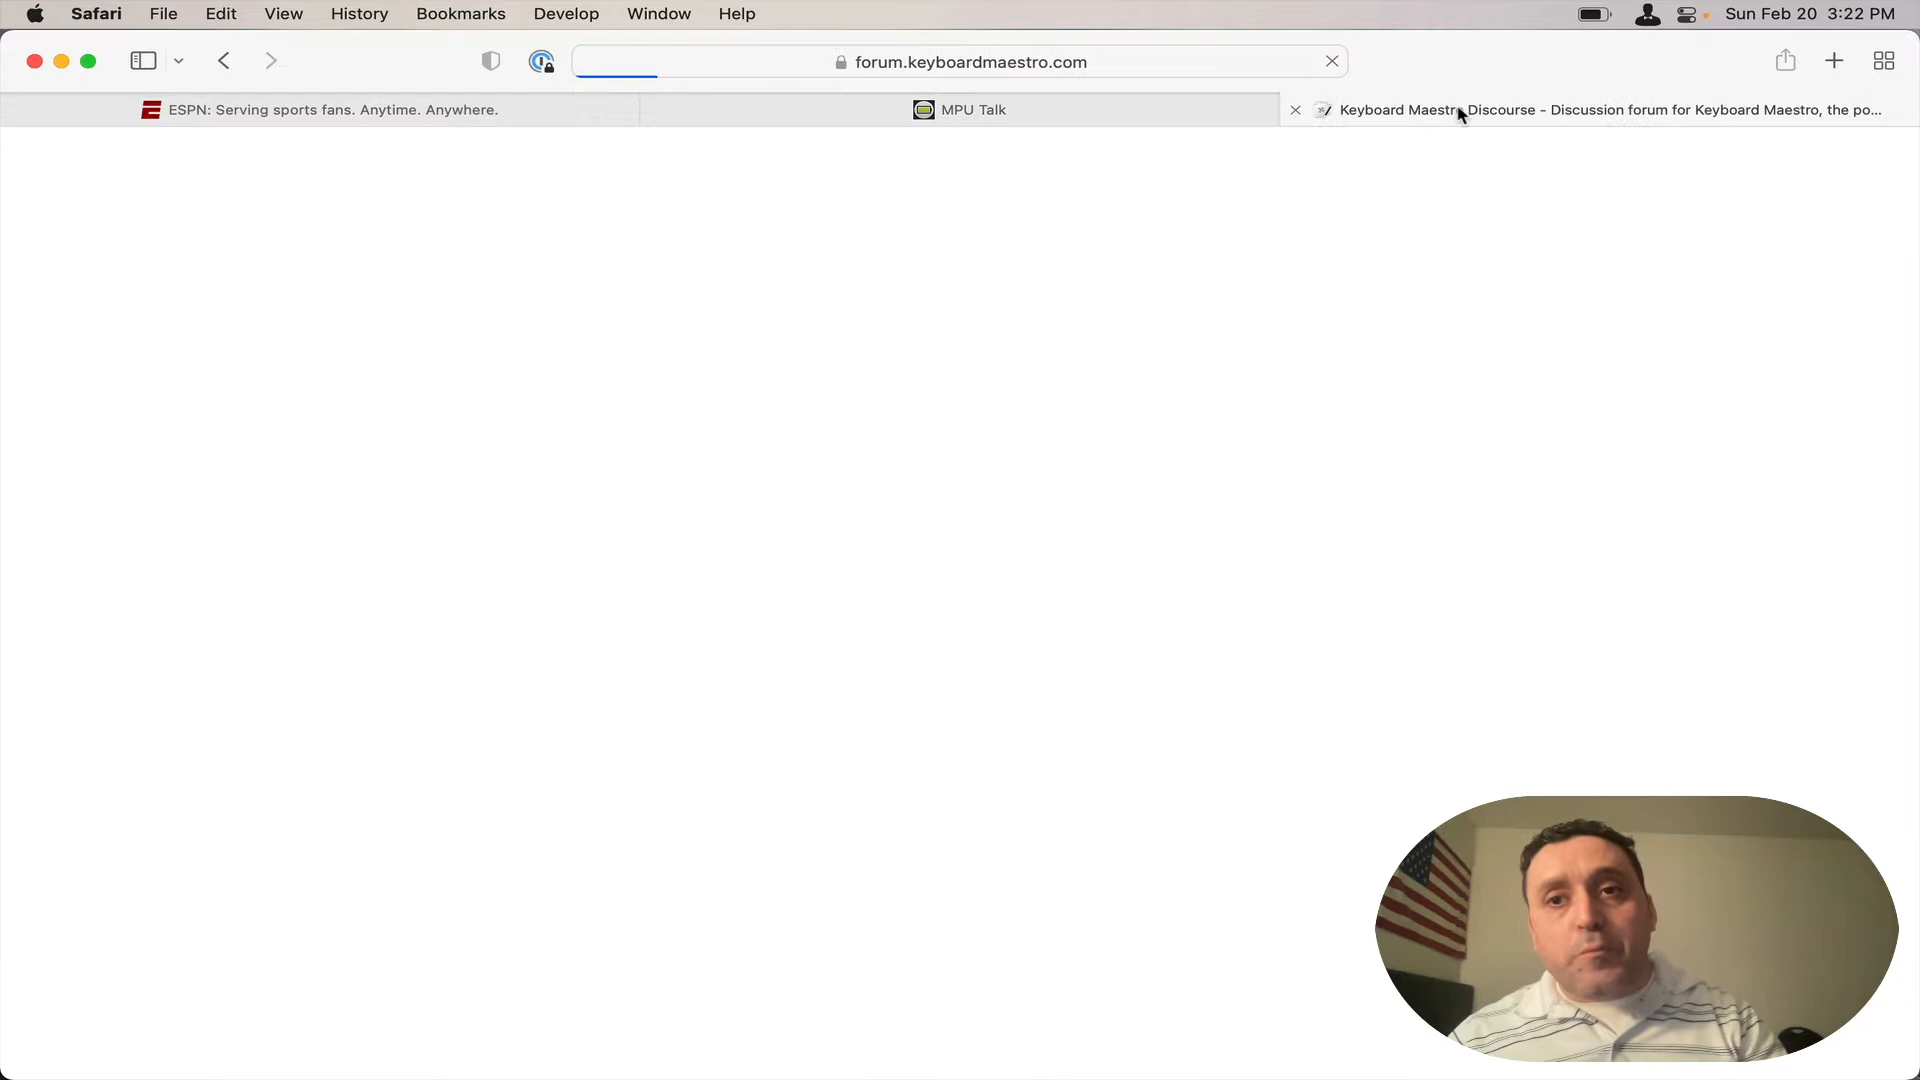 Safari File Edit View History Bookmarks Develop Window Help Sun Feb 20 3:22 PM
forum.keyboardmaestro.com
ESPN: Serving sports fans. Anytime. Anywhere. MPU Talk Keyboard Maestro Discourse - Discussion forum for Keyboard Maestro, the po...